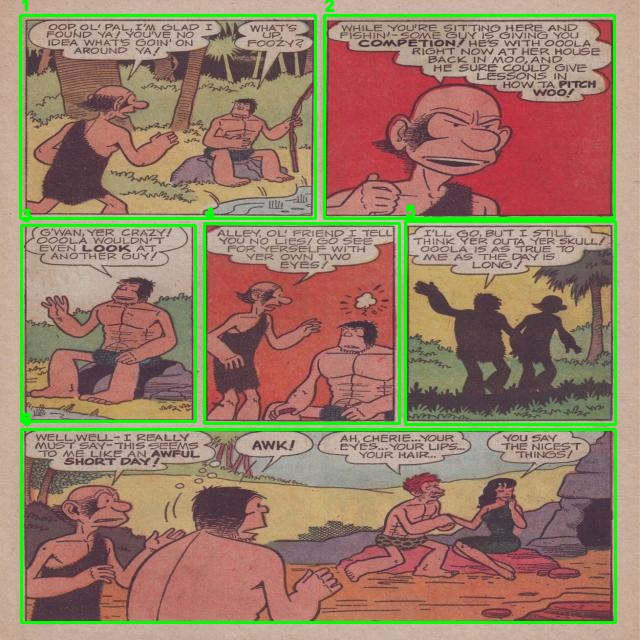 1
OOP, OL' PAL, I'M GLAD I
FOUND YA! YOU'VE NO
IDEA WHAT'S GOIN' ON
AROUND YA!
WHAT'S
UP,
FOOZY?
2
WHILE YOU'RE SITTING HERE AND
FISHIN'-SOME GUY IS GIVING YOU
COMPETION! HE'S WITH OOOLA
RIGHT NOW AT HER HOUSE
BACK IN MOO, AND
HE SURE COULD GIVE
LESSONS IN
HOW TA PITCH
WOO!
3
G'WAN, YER CRAZY!
OOOLA WOULDN'T
EVEN LOOK AT
ANOTHER GUY!
4
ALLEY, OL' FRIEND I TELL
YOU NO LIES! GO SEE
FOR YERSELF WITH
YER OWN TWO
EYES!
5
I'LL GO, BUT I STILL
THINK YER OUTA YER SKULL!
OOOLA IS AS TRUE TO
ME AS THE DAY IS
LONG!
WELL, WELL - I REALLY
MUST SAY-THIS SEEMS
TO ME LIKE AN AWFUL
SHORT DAY!
AWK!
AH, CHERIE...YOUR
EYES...YOUR LIPS...
YOUR HAIR...
YOU SAY
THE NICEST
THINGS!